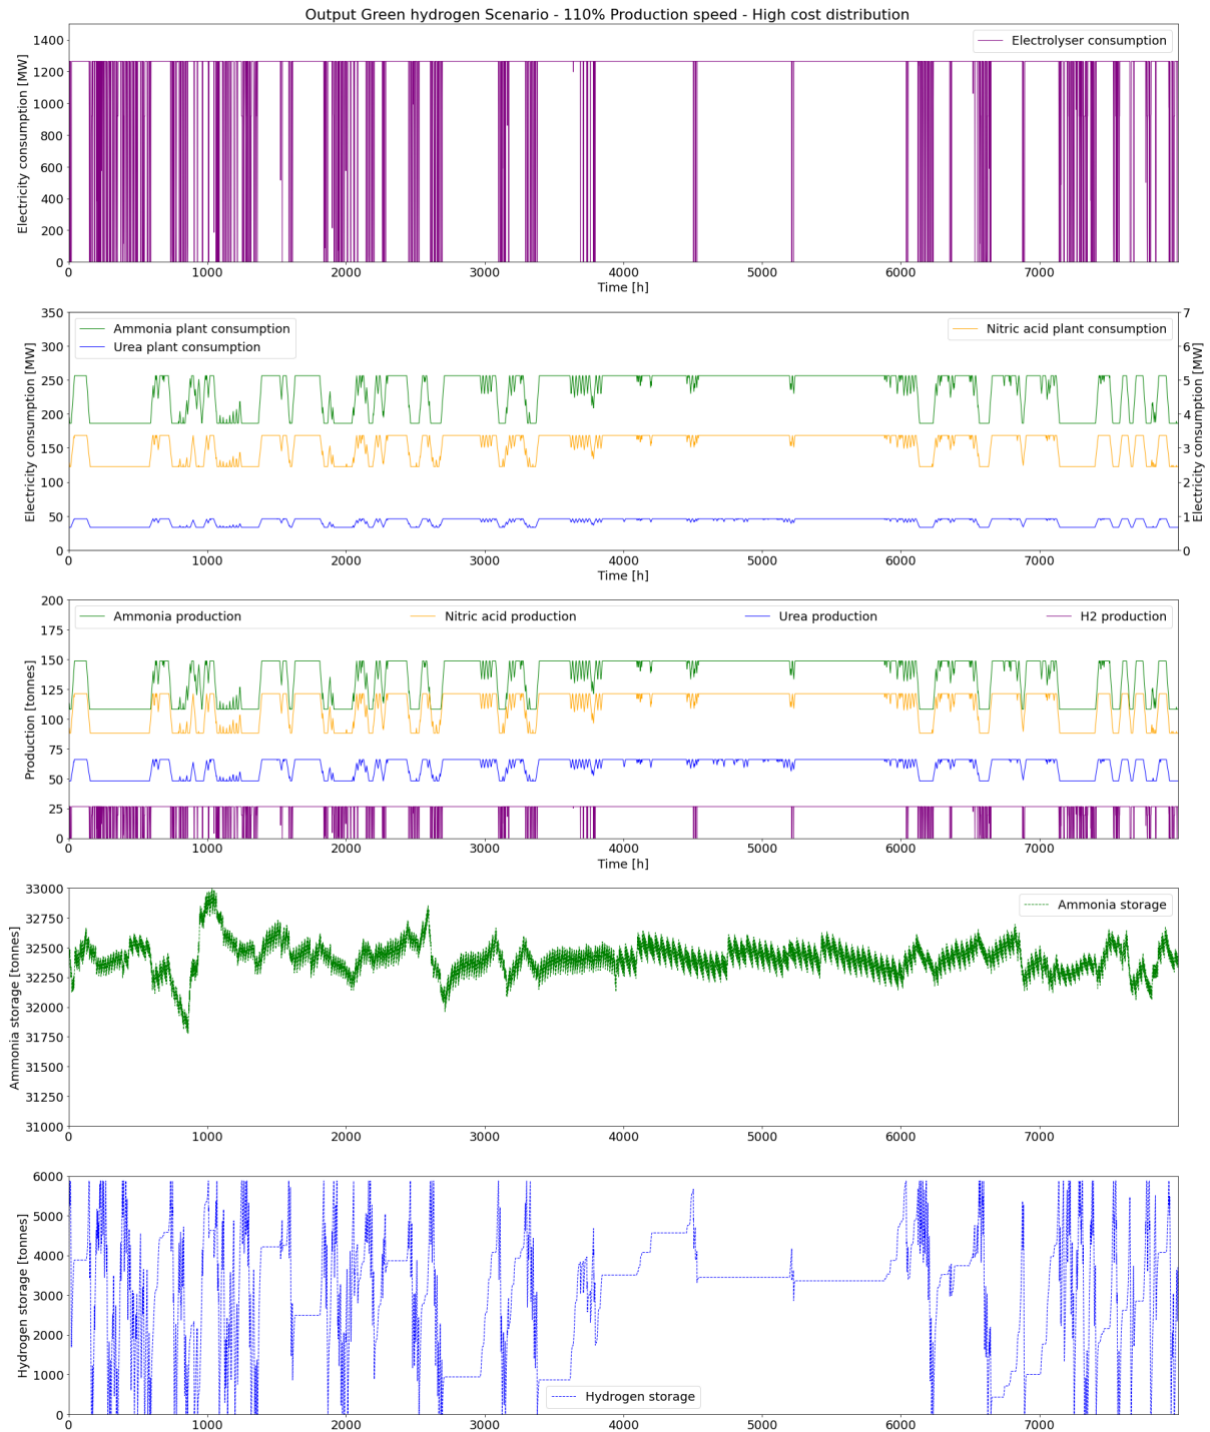 Output Green hydrogen Scenario - 110% Production speed - High cost distribution
Electricity consumption [MW]
1400
1200
1000
800
600
400
200
0
Electrolyser consumption
0 1000 2000 3000 4000 5000 6000 7000
Time [h]
Electricity consumption [MW]
350
300
250
200
150
100
50
0
Ammonia plant consumption
Urea plant consumption
Nitric acid plant consumption
7
6
5
4
3
2
1
0
Electricity consumption [MW]
0 1000 2000 3000 4000 5000 6000 7000
Time [h]
Production [tonnes]
200
175
150
125
100
75
50
25
0
Ammonia production Nitric acid production Urea production H2 production
0 1000 2000 3000 4000 5000 6000 7000
Time [h]
Ammonia storage [tonnes]
33000
32750
32500
32250
32000
31750
31500
31250
31000
Ammonia storage
0 1000 2000 3000 4000 5000 6000 7000
Hydrogen storage [tonnes]
6000
5000
4000
3000
2000
1000
0
Hydrogen storage
0 1000 2000 3000 4000 5000 6000 7000